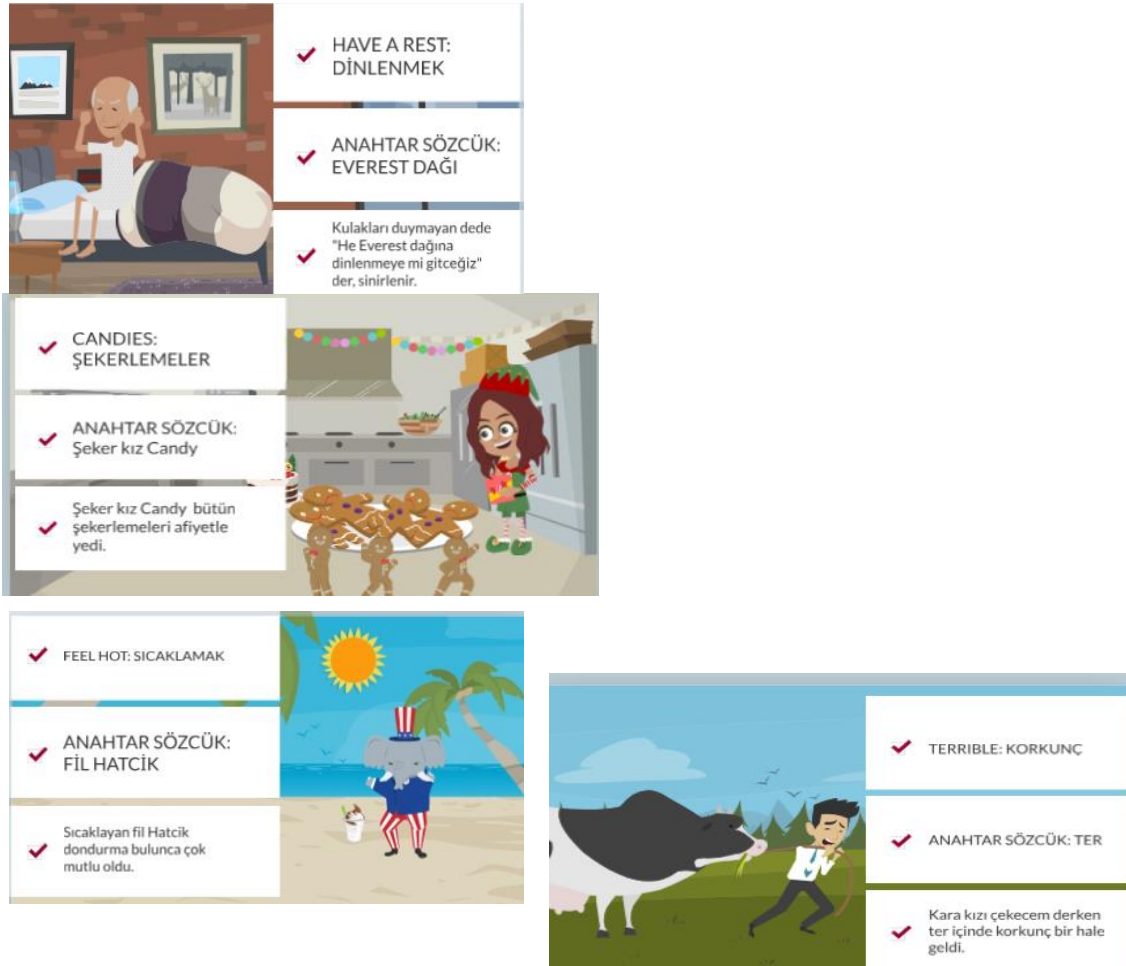 HAVE A REST:
DİNLENMEK
ANAHTAR SÖZCÜK:
EVEREST DAĞI
Kulakları duymayan dede
"He Everest dağına
dinlenmeye mi gitceğiz"
der, sinirlenir.
CANDIES:
ŞEKERLEMELER
ANAHTAR SÖZCÜK:
Şeker kız Candy
Şeker kız Candy bütün
şekerlemeleri afiyetle
yedi.
FEEL HOT: SICAKLAMAK
ANAHTAR SÖZCÜK:
FİL HATCİK
Sıcaklayan fil Hatcik
dondurma bulunca çok
mutlu oldu.
TERRIBLE: KORKUNÇ
ANAHTAR SÖZCÜK: TER
Kara kızı çekecem derken
ter içinde korkunç bir hale
geldi.